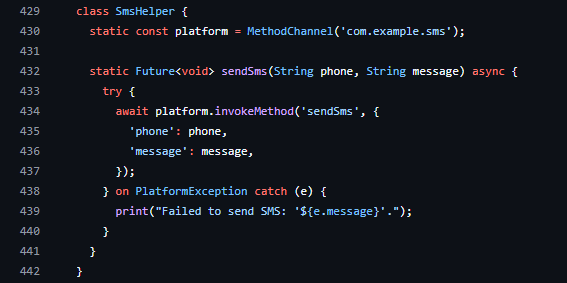 429 class SmsHelper {
430   static const platform = MethodChannel('com.example.sms');
431
432   static Future<void> sendSms(String phone, String message) async {
433     try {
434       await platform.invokeMethod('sendSms', {
435         'phone': phone,
436         'message': message,
437       });
438     } on PlatformException catch (e) {
439       print("Failed to send SMS: '${e.message}'.");
440     }
441   }
442 }